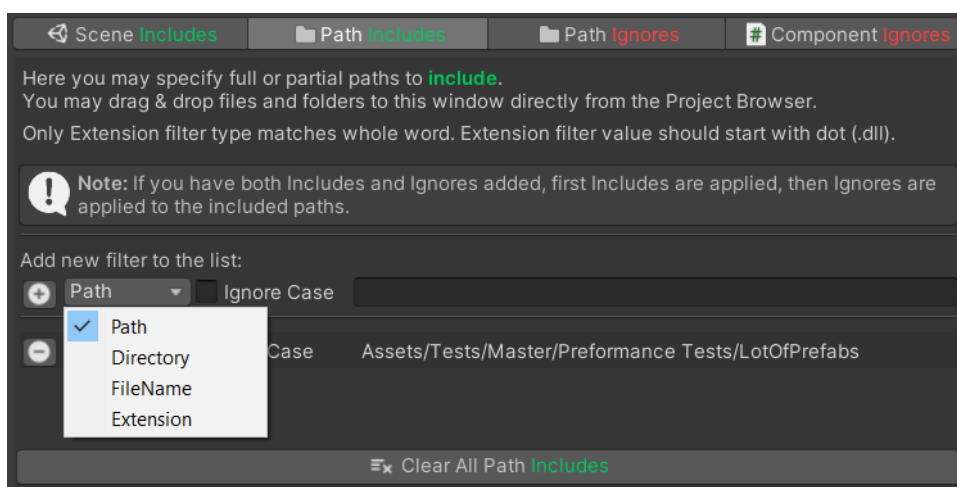 Scene Includes
Path Includes
Path Ignores
# Component Ignores
Here you may specify full or partial paths to include.
You may drag & drop files and folders to this window directly from the Project Browser.
Only Extension filter type matches whole word. Extension filter value should start with dot (.dll).
Note: If you have both Includes and Ignores added, first Includes are applied, then Ignores are
applied to the included paths.
Add new filter to the list:
Path Ignore Case
Path
Case Assets/Tests/Master/Preformance Tests/LotOfPrefabs
Directory
FileName
Extension
Clear All Path Includes